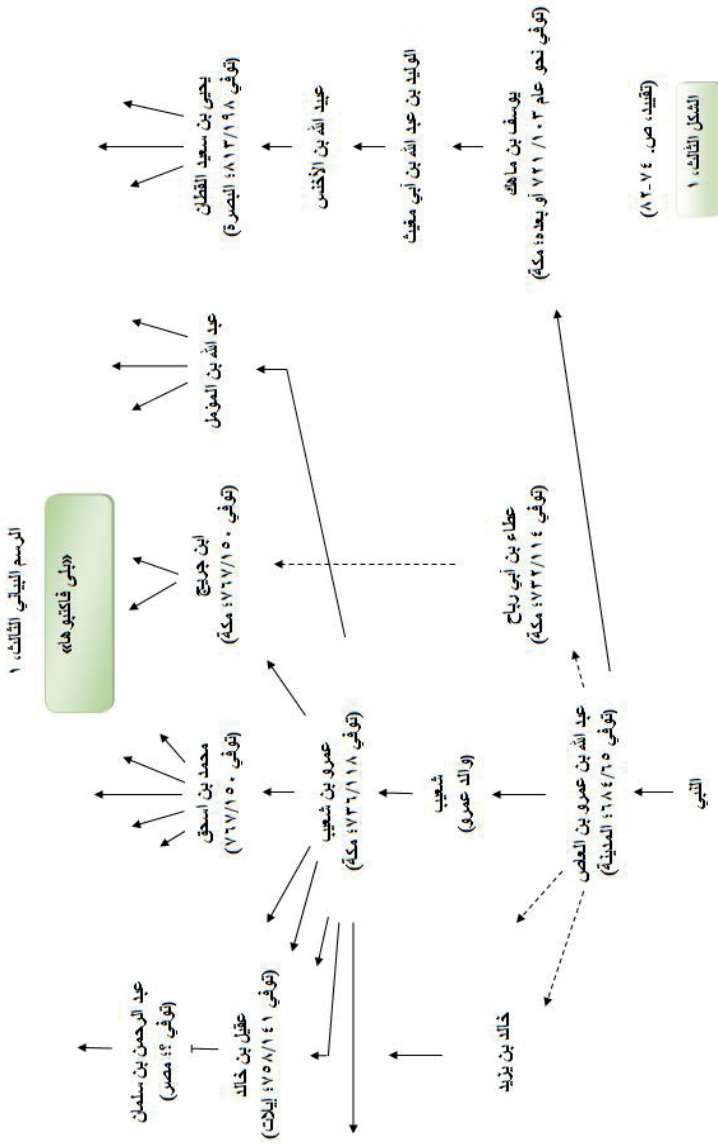 الرسم البياني الثالث، ١
«بلى فاكتبوها»
عبد الرحمن بن سلمان
(توفي ؟؛ مصر)
عقيل بن خالد
(توفي ٧٥٨/١٤١؛ إيلات)
خالد بن يزيد
محمد بن اسحق
(توفي ٧٦٧/١٥٠)
عمرو بن شعيب
(توفي ٧٣٦/١١٨؛ مكة)
شعيب
(والد عمرو)
عبد الله بن عمرو بن العاص
(توفي ٦٨٤/٦٥؛ المدينة)
النبي
ابن جريج
(توفي ٧٦٧/١٥٠؛ مكة)
عطاء بن أبي رباح
(توفي ٧٣٢/١١٤؛ مكة)
عبد الله بن المؤمل
يحيى بن سعيد القطان
(توفي ٨١٣/١٩٨؛ البصرة)
عبيد الله بن الأخنس
الوليد بن عبد الله بن أبي مغيث
يوسف بن ماهك
(توفي نحو عام ٧٢١/١٠٣ أو بعده؛ مكة)
(تقييد، ص. ٧٤-٨٢)
الشكل الثالث، ١